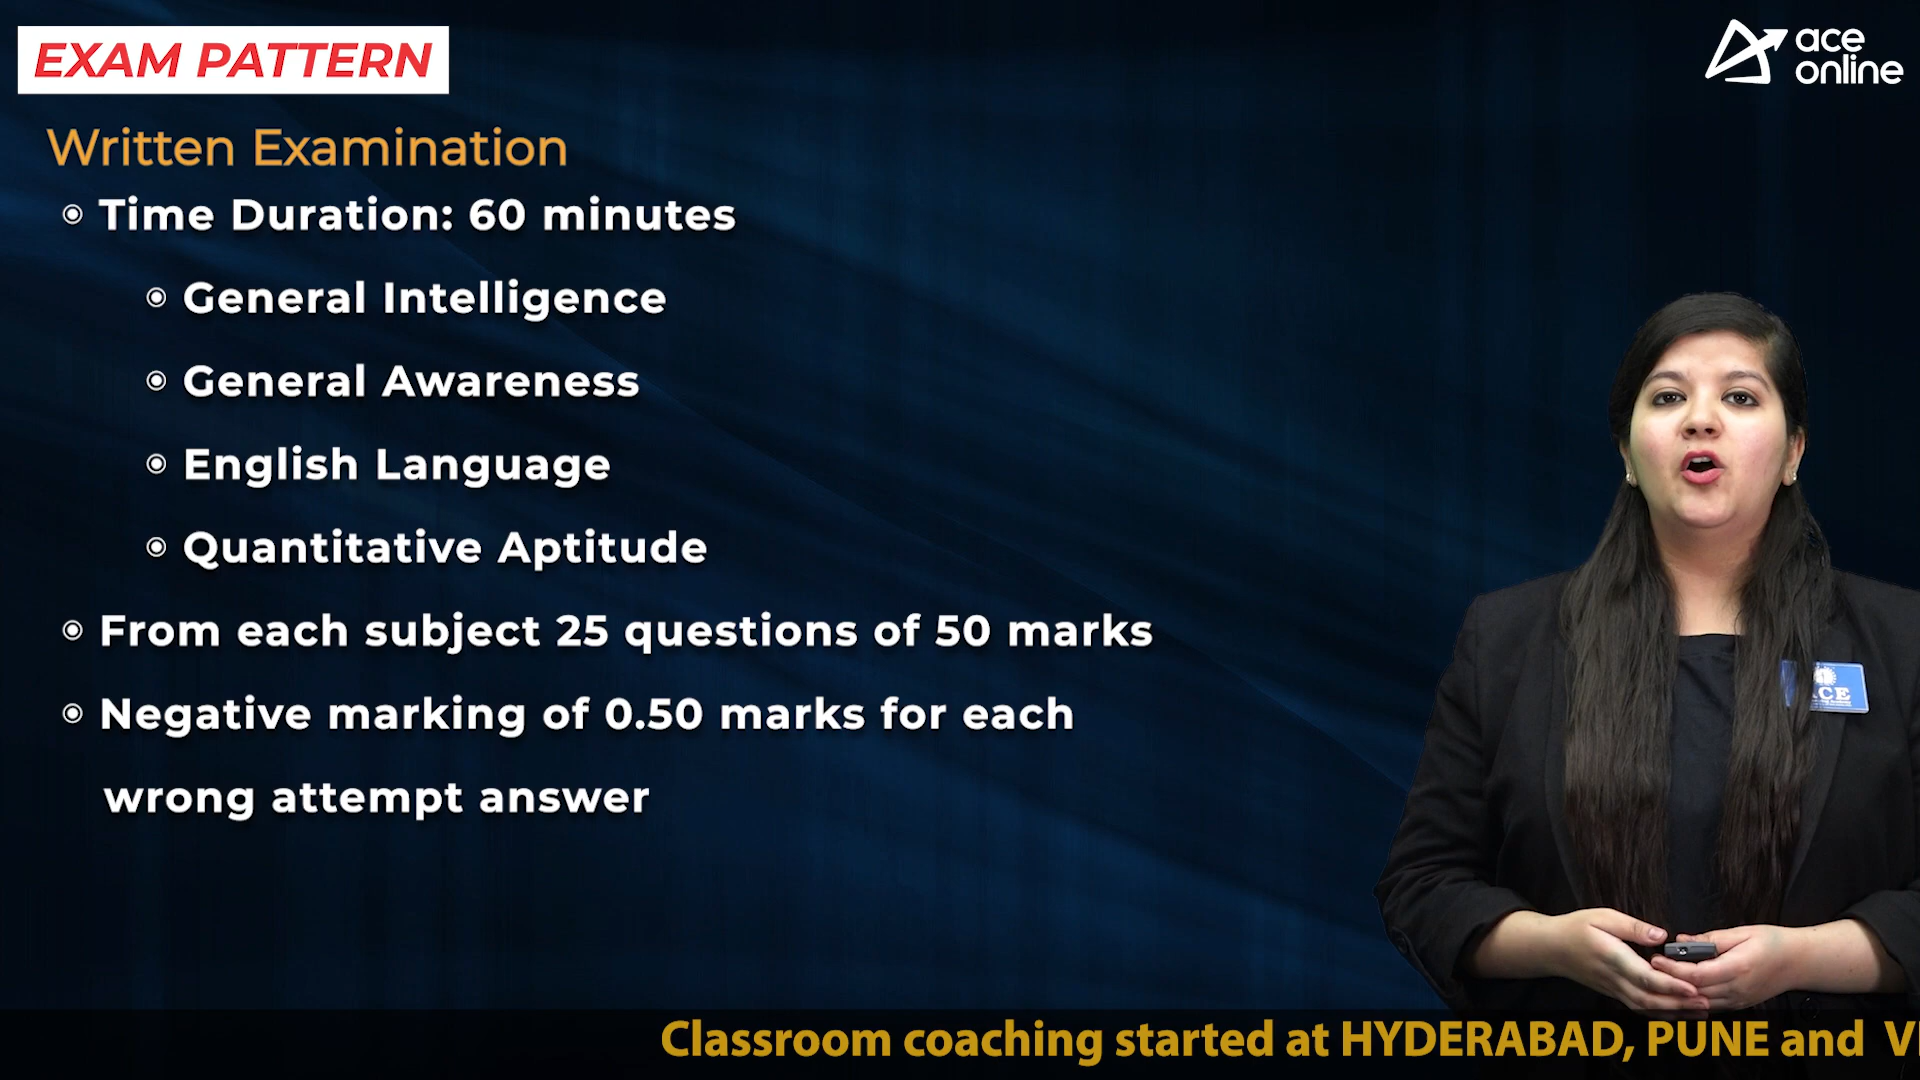 EXAM PATTERN
ace
online
Written Examination
Time Duration: 60 minutes
General Intelligence
General Awareness
English Language
Quantitative Aptitude
From each subject 25 questions of 50 marks
Negative marking of 0.50 marks for each
wrong attempt answer
Classroom coaching started at HYDERABAD, PUNE and